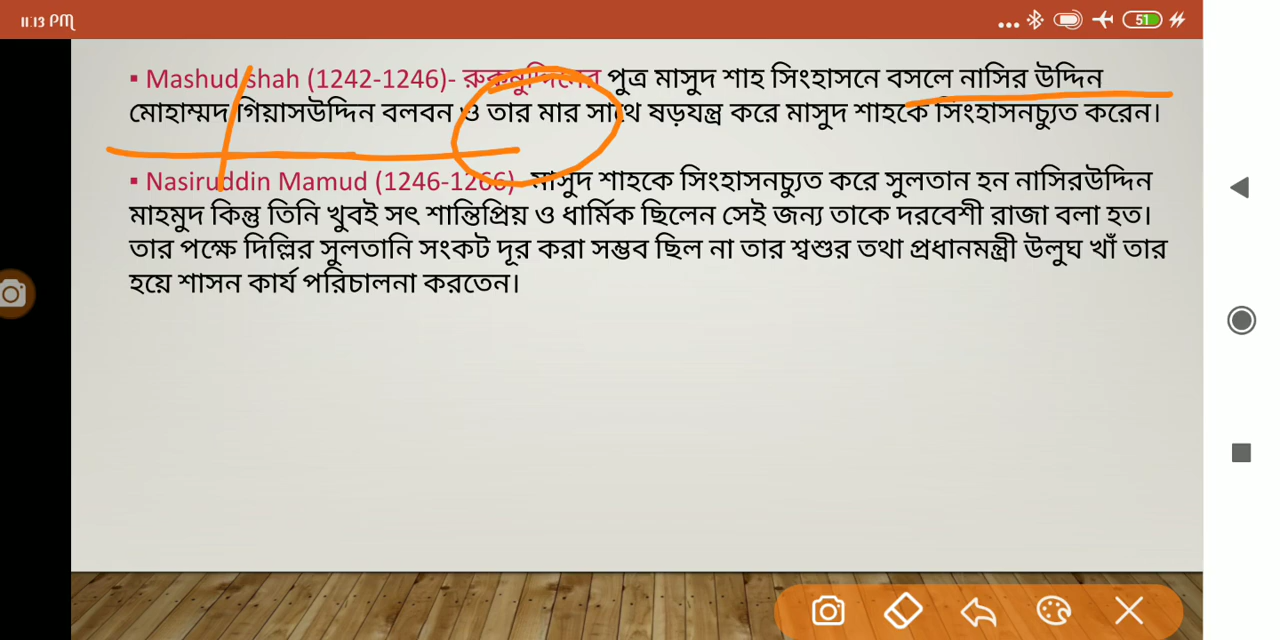 11:13 PM
51
▪ Mashud shah (1242-1246)- রুকনুদ্দিনের পুত্র মাসুদ শাহ সিংহাসনে বসলে নাসির উদ্দিন
মোহাম্মদ গিয়াসউদ্দিন বলবন ও তার মার সাথে ষড়যন্ত্র করে মাসুদ শাহকে সিংহাসনচ্যুত করেন।
▪ Nasiruddin Mamud (1246-1266)- মাসুদ শাহকে সিংহাসনচ্যুত করে সুলতান হন নাসিরউদ্দিন
মাহমুদ কিন্তু তিনি খুবই সৎ শান্তিপ্রিয় ও ধার্মিক ছিলেন সেই জন্য তাকে দরবেশী রাজা বলা হত।
তার পক্ষে দিল্লির সুলতানি সংকট দূর করা সম্ভব ছিল না তার শ্বশুর তথা প্রধানমন্ত্রী উলুঘ খাঁ তার
হয়ে শাসন কার্য পরিচালনা করতেন।